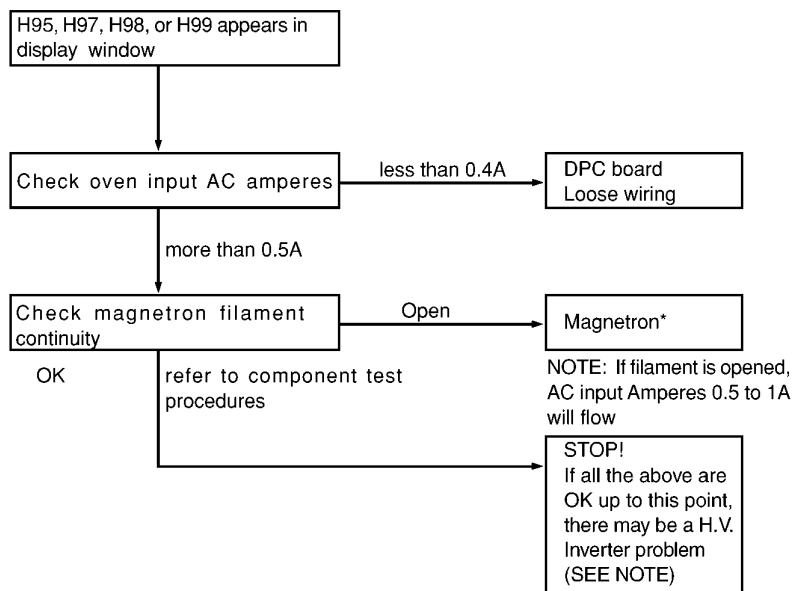 H95, H97, H98, or H99 appears in
display window
Check oven input AC amperes
less than 0.4A
DPC board
Loose wiring
more than 0.5A
Check magnetron filament
continuity
Open
Magnetron*
NOTE: If filament is opened,
AC input Amperes 0.5 to 1A
will flow
OK
refer to component test
procedures
STOP!
If all the above are
OK up to this point,
there may be a H.V.
Inverter problem
(SEE NOTE)